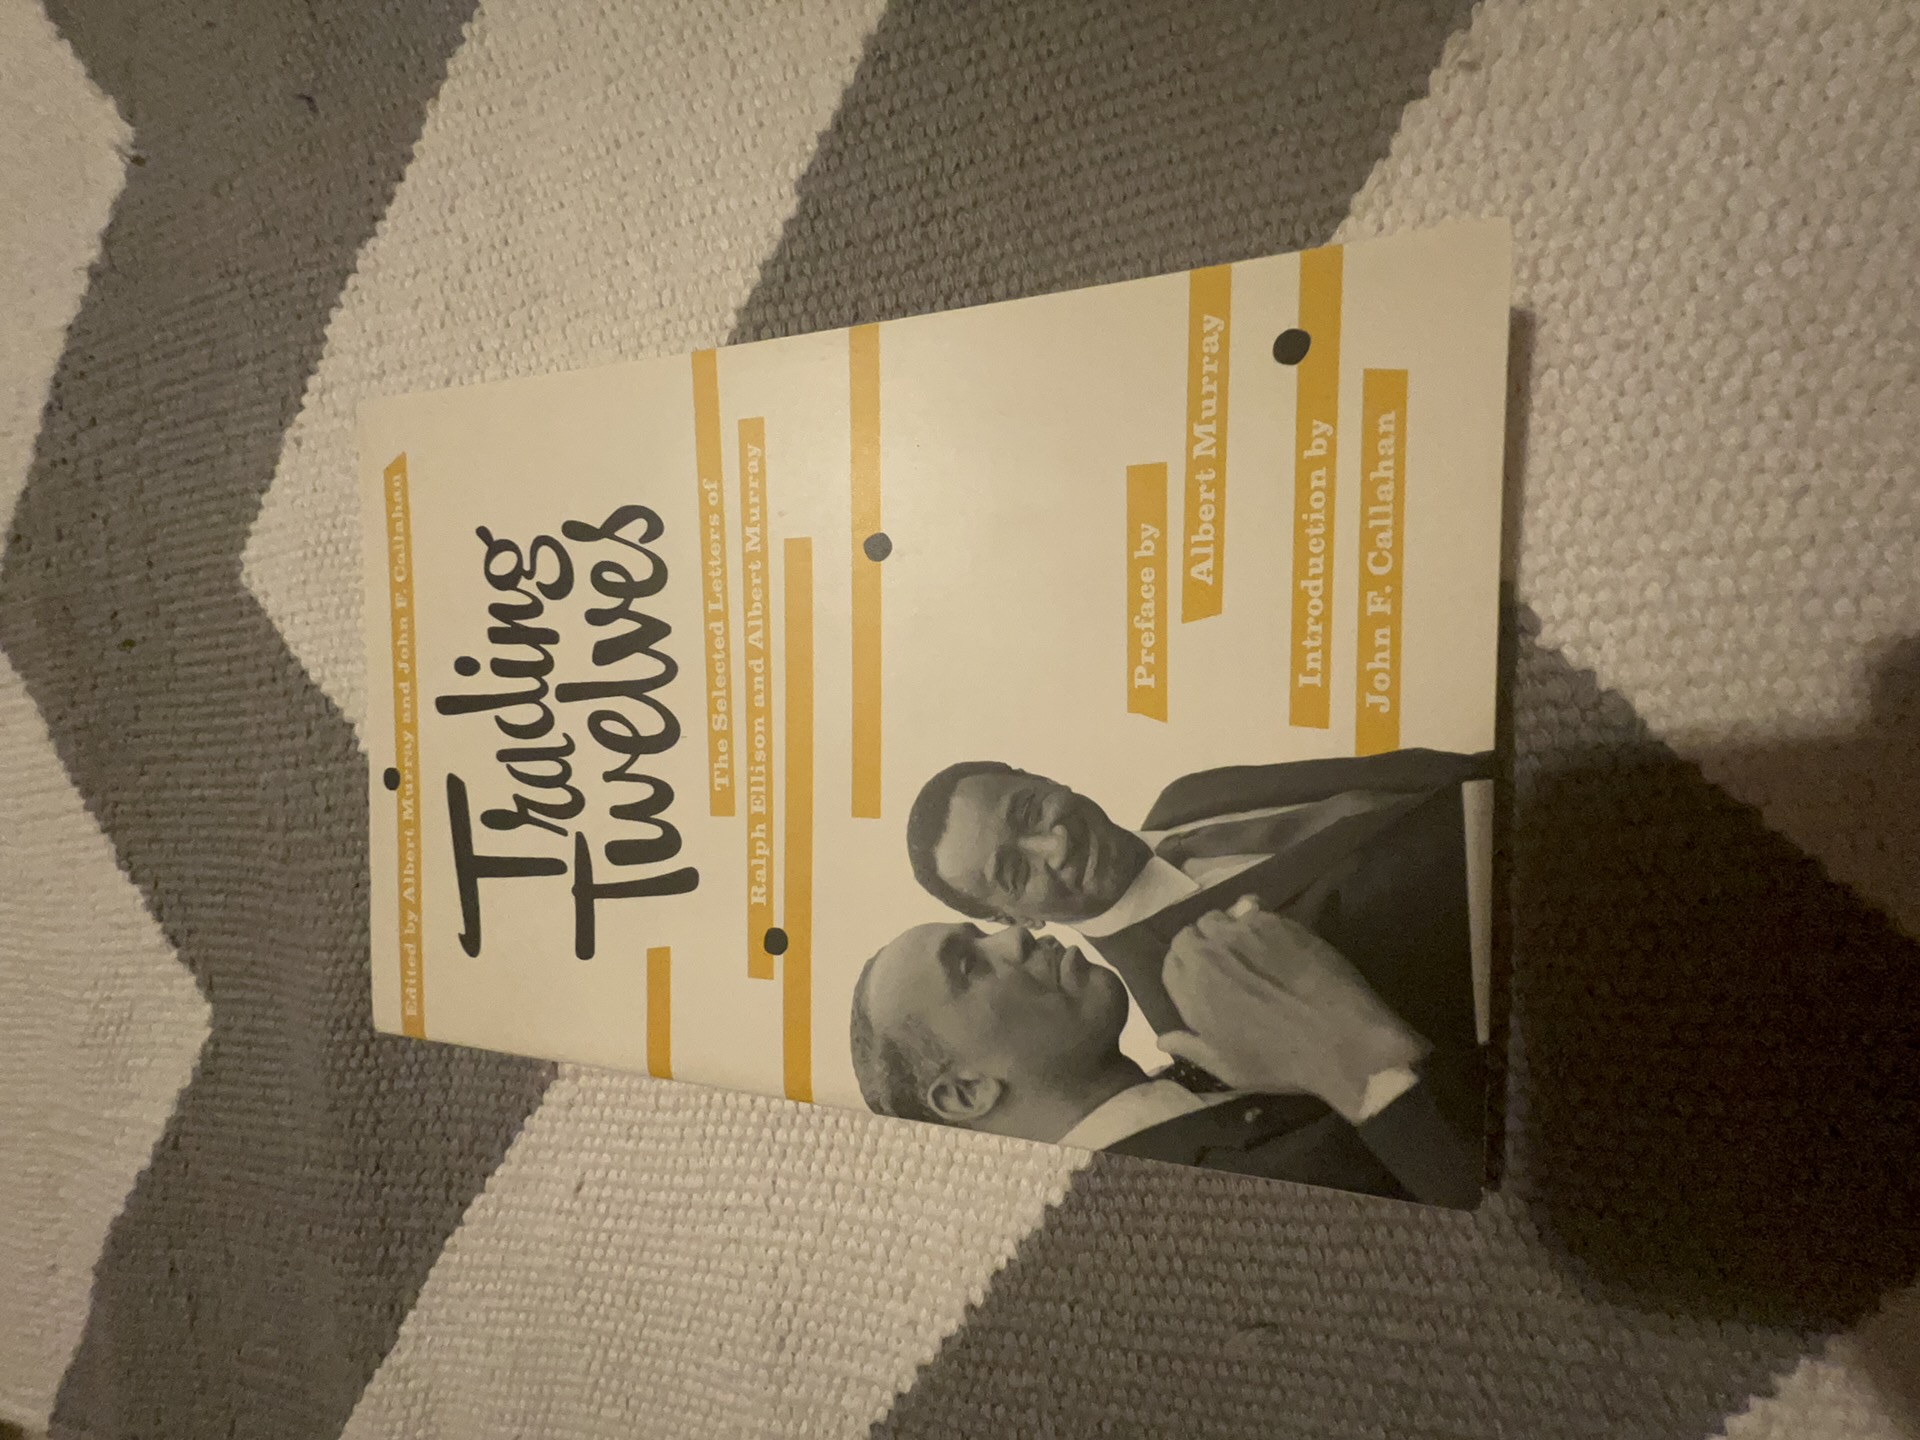 Edited by Albert Murray and John F. Callahan
Trading
Twelves
The Selected Letters of
Ralph Ellison and Albert Murray
Preface by
Albert Murray
Introduction by
John F. Callahan